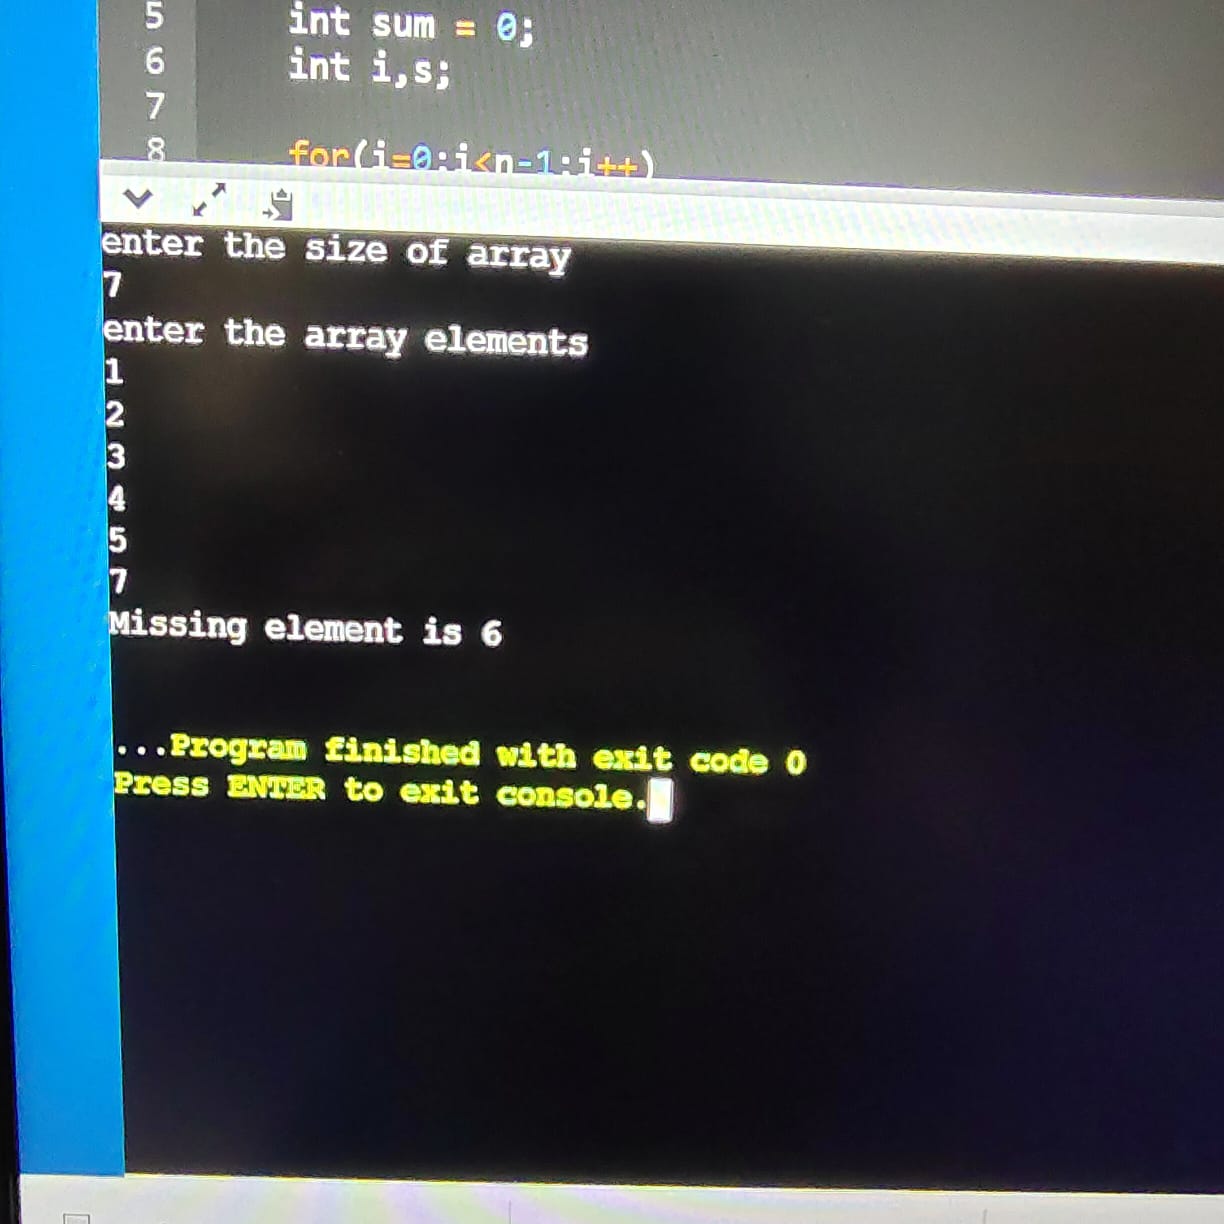 5 int sum = 0;
6 int i,s;
7
8 for(i=0;i<n-1;i++)
enter the size of array
7
enter the array elements
1
2
3
4
5
7
Missing element is 6
...Program finished with exit code 0
Press ENTER to exit console.